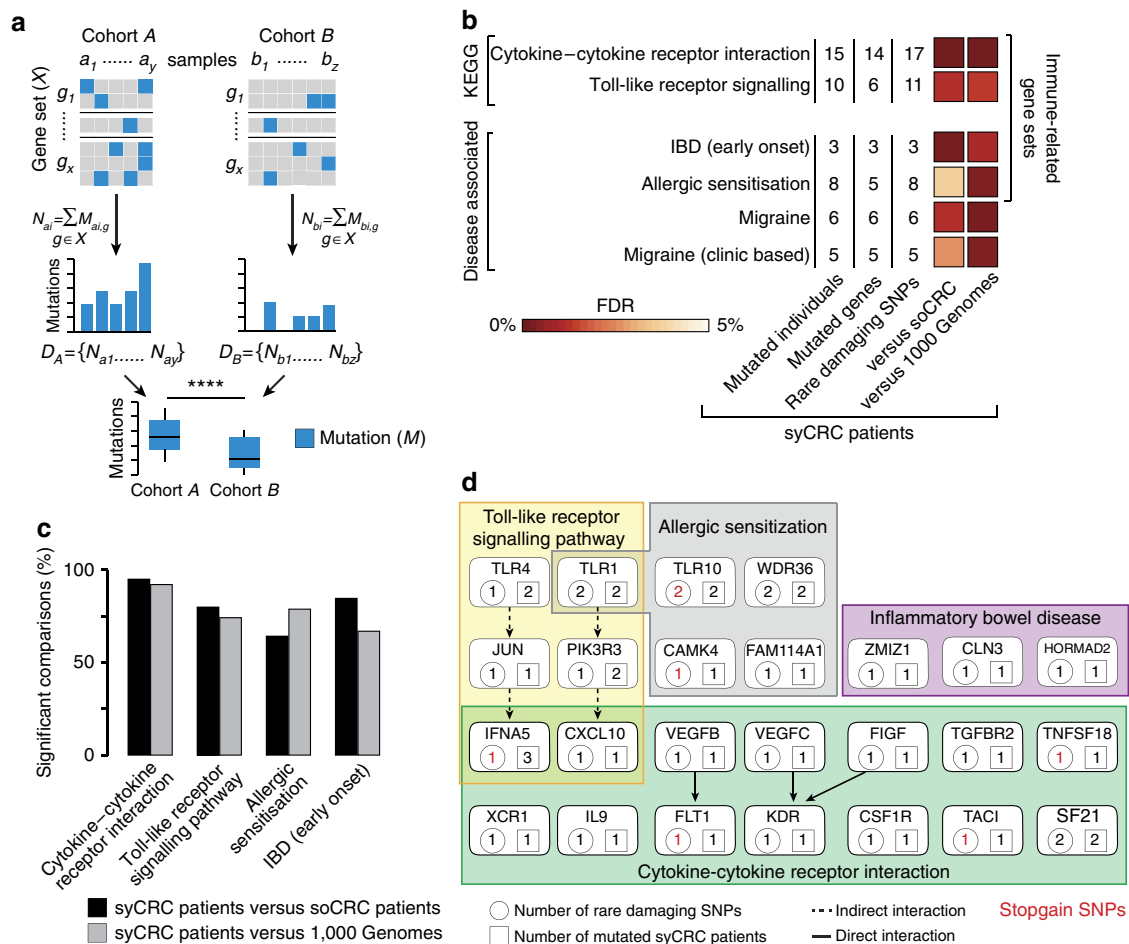 a
Cohort A
Cohort B
a1 ...... ay
samples
b1 ...... bz
Gene set (X)
g1
......
gx
g1
......
gx
Nai=∑Mai,g
g∈X
Nbi=∑Mbi,g
g∈X
Mutations
Mutations
DA={Na1...... Nay}
DB={Nb1...... Nbz}
****
Mutations
Mutation (M)
Cohort A
Cohort B
b
KEGG
Cytokine–cytokine receptor interaction 15 14 17
Toll-like receptor signalling 10 6 11
Immune-related
gene sets
Disease associated
IBD (early onset) 3 3 3
Allergic sensitisation 8 5 8
Migraine 6 6 6
Migraine (clinic based) 5 5 5
FDR
0%
5%
Mutated individuals
Mutated genes
Rare damaging SNPs
versus soCRC
versus 1000 Genomes
syCRC patients
c
Significant comparisons (%)
100
50
0
Cytokine–cytokine
receptor interaction
Toll-like receptor
signalling pathway
Allergic
sensitisation
IBD (early onset)
syCRC patients versus soCRC patients
syCRC patients versus 1,000 Genomes
d
Toll-like receptor
signalling pathway
Allergic sensitization
TLR4 TLR1 TLR10 WDR36
1 2 2 2 2 2 2 2
Inflammatory bowel disease
JUN PIK3R3 CAMK4 FAM114A1 ZMIZ1 CLN3 HORMAD2
1 1 1 2 1 1 1 1 1 1 1 1 1 1
IFNA5 CXCL10 VEGFB VEGFC FIGF TGFBR2 TNFSF18
1 3 1 1 1 1 1 1 1 1 1 1 1 1
XCR1 IL9 FLT1 KDR CSF1R TACI SF21
1 1 1 1 1 1 1 1 1 1 1 1 2 2
Cytokine-cytokine receptor interaction
Number of rare damaging SNPs
Number of mutated syCRC patients
Indirect interaction
Direct interaction
Stopgain SNPs